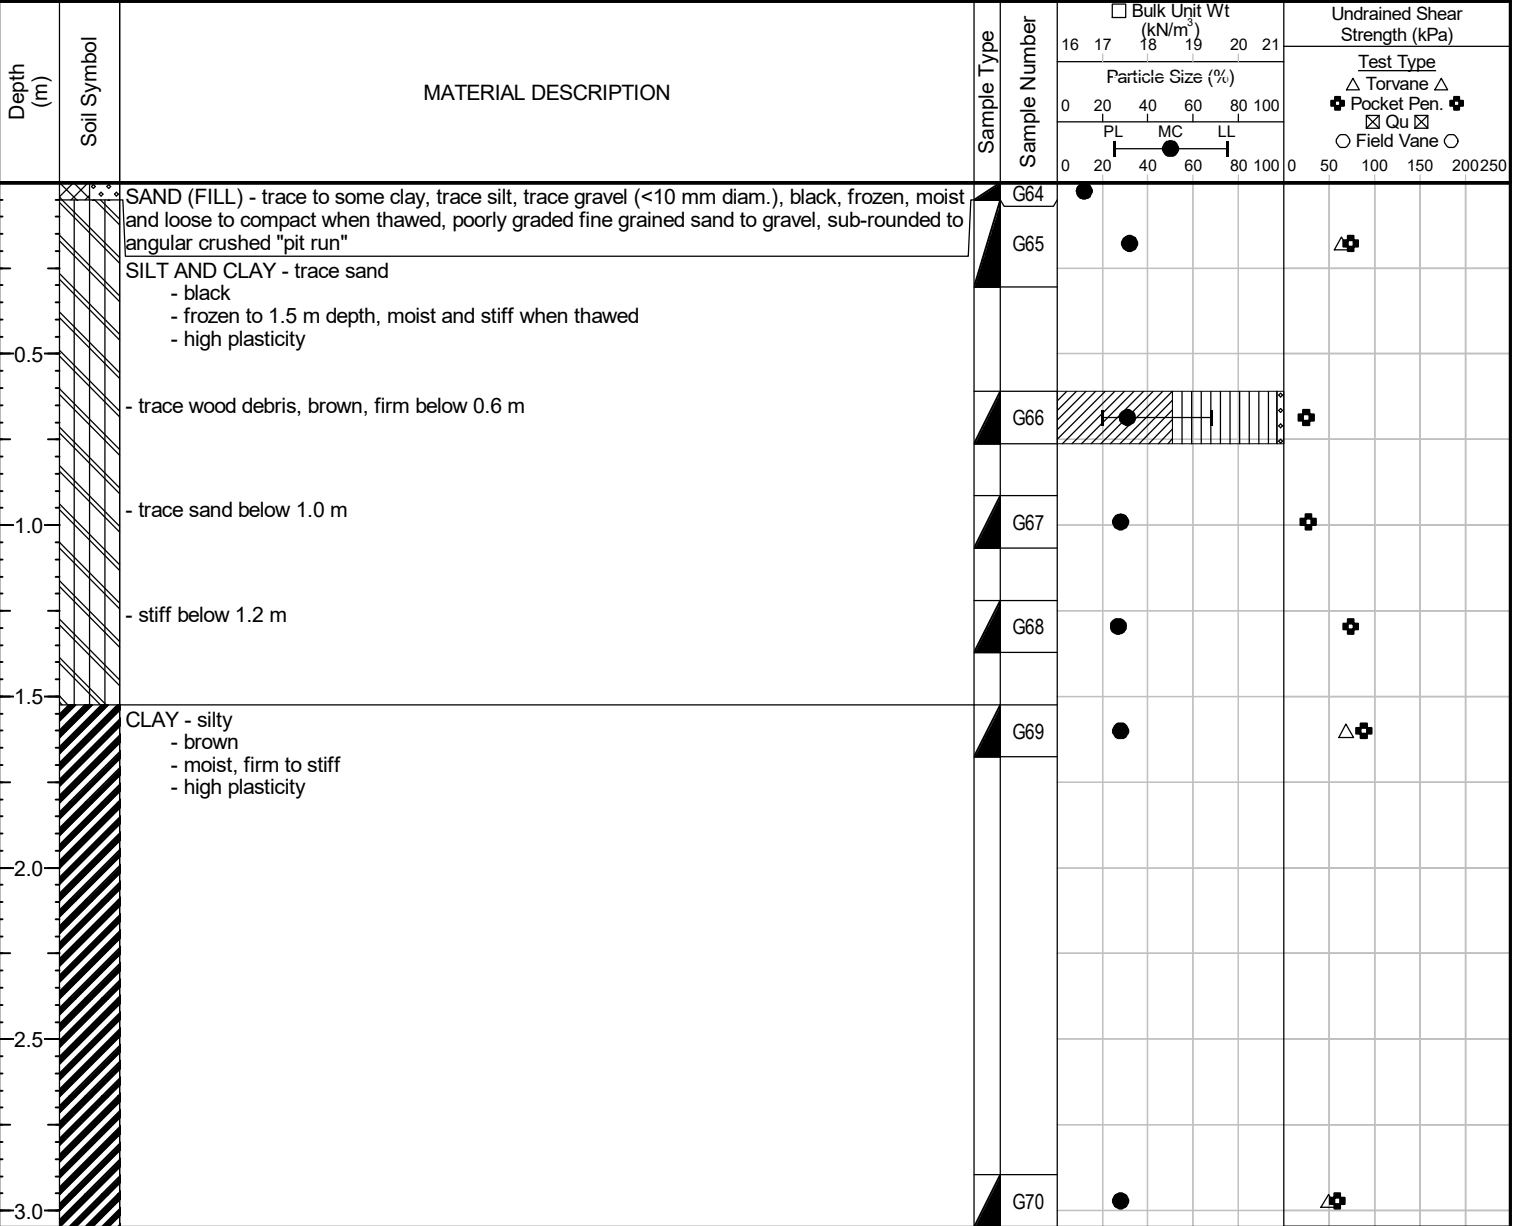 Depth
(m)
Soil Symbol
MATERIAL DESCRIPTION
Sample Type
Sample Number
Bulk Unit Wt
(kN/m3)
16 17 18 19 20 21
Particle Size (%)
0 20 40 60 80 100
PL MC LL
0 20 40 60 80 100
Undrained Shear
Strength (kPa)
Test Type
Torvane
Pocket Pen.
Qu
Field Vane
0 50 100 150 200 250
SAND (FILL) - trace to some clay, trace silt, trace gravel (<10 mm diam.), black, frozen, moist
and loose to compact when thawed, poorly graded fine grained sand to gravel, sub-rounded to
angular crushed "pit run"
G64
G65
SILT AND CLAY - trace sand
- black
- frozen to 1.5 m depth, moist and stiff when thawed
- high plasticity
0.5
- trace wood debris, brown, firm below 0.6 m
G66
- trace sand below 1.0 m
G67
1.0
- stiff below 1.2 m
G68
1.5
CLAY - silty
- brown
- moist, firm to stiff
- high plasticity
G69
2.0
2.5
G70
3.0